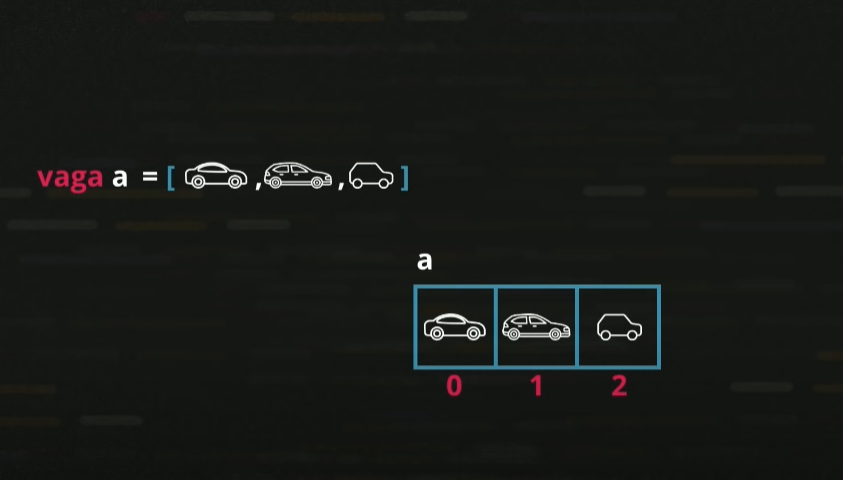 vaga a = [ , , ]
a
0 1 2